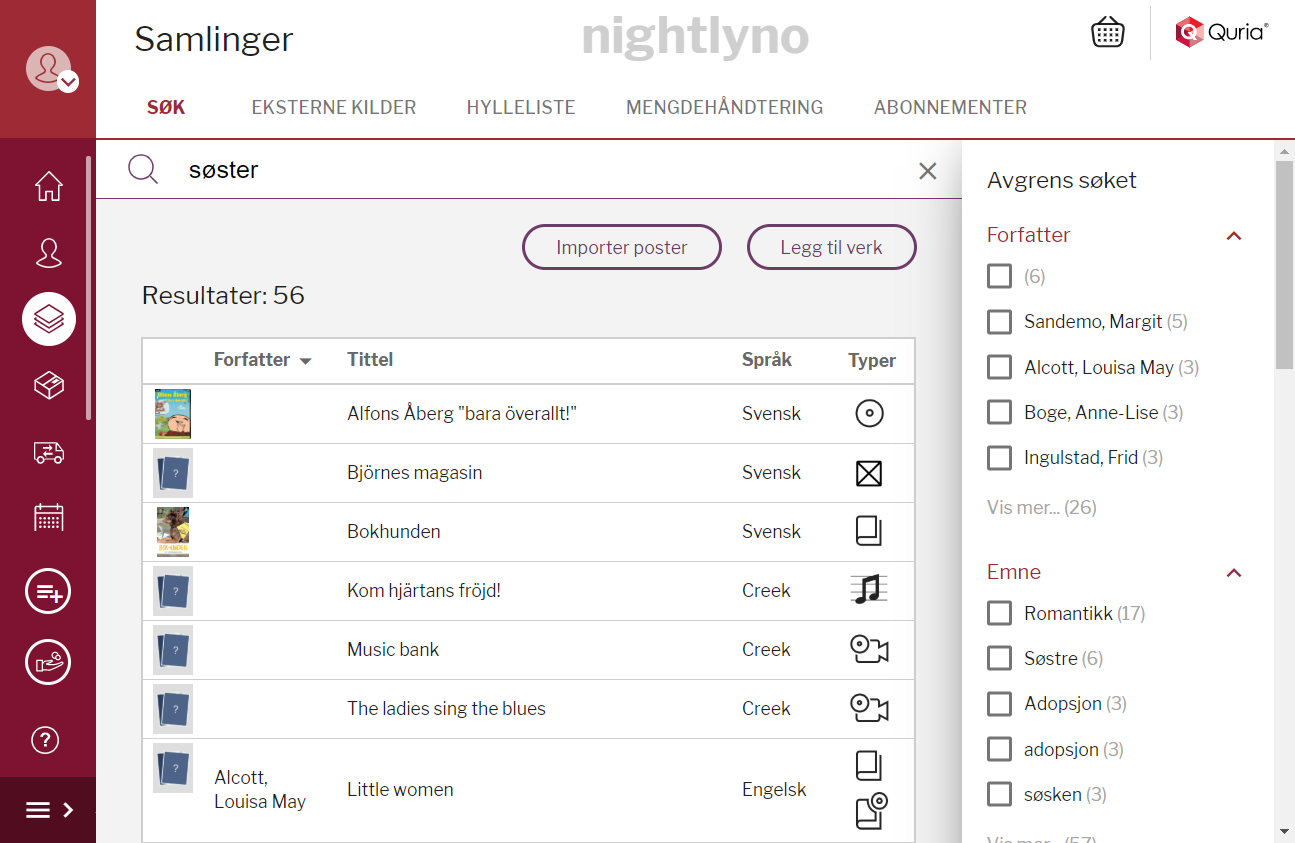 Samlinger
nightlyno
Quria®
SØK EKSTERNE KILDER HYLLELISTE MENGDEHÅNDTERING ABONNEMENTER
søster
Importer poster Legg til verk
Resultater: 56
Forfatter Tittel Språk Typer
Alfons Åberg "bara överallt!" Svensk
Björnes magasin Svensk
Bokhunden Svensk
Kom hjärtans fröjd! Creek
Music bank Creek
The ladies sing the blues Creek
Alcott,
Louisa May
Little women Engelsk
Avgrens søket
Forfatter
(6)
Sandemo, Margit (5)
Alcott, Louisa May (3)
Boge, Anne-Lise (3)
Ingulstad, Frid (3)
Vis mer... (26)
Emne
Romantikk (17)
Søstre (6)
Adopsjon (3)
adopsjon (3)
søsken (3)
Vis mer... (57)